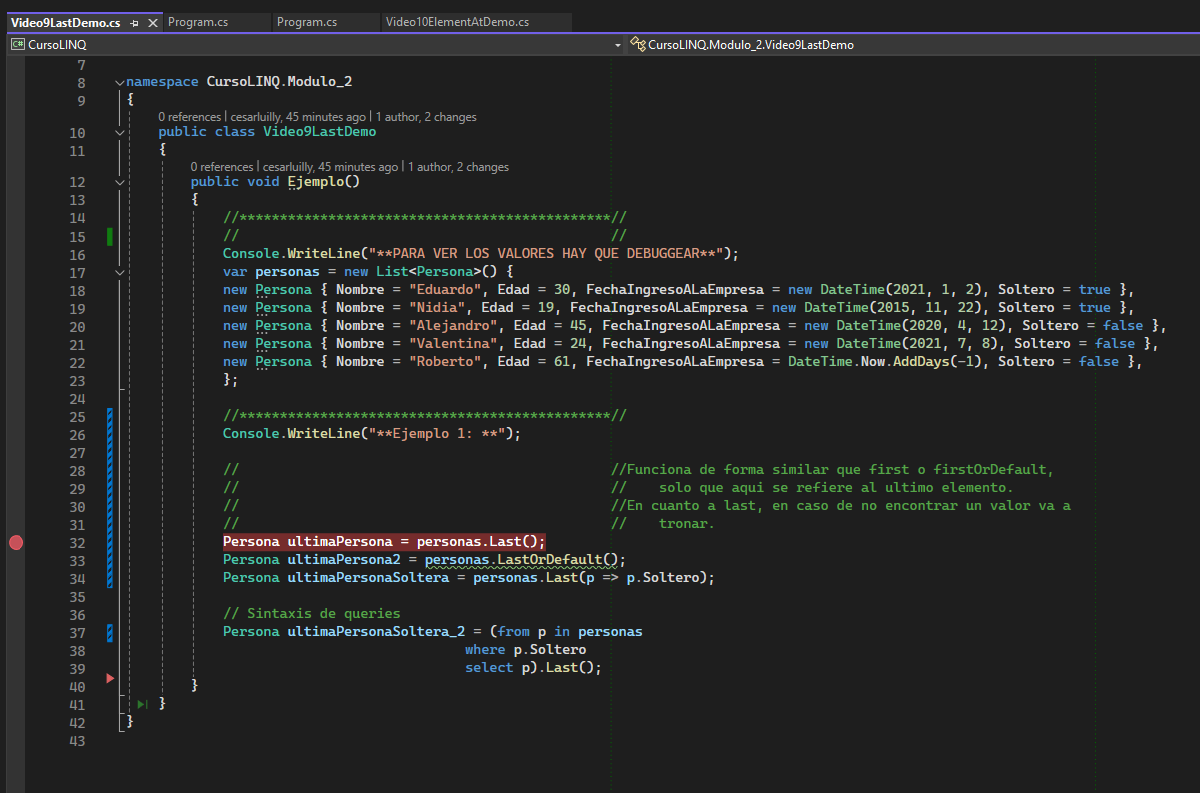 Video9LastDemo.cs Program.cs Program.cs Video10ElementAtDemo.cs
C# CursoLINQ CursoLINQ.Modulo_2.Video9LastDemo
7
8 namespace CursoLINQ.Modulo_2
9 {
0 references | cesarluilly, 45 minutes ago | 1 author, 2 changes
10 public class Video9LastDemo
11 {
0 references | cesarluilly, 45 minutes ago | 1 author, 2 changes
12 public void Ejemplo()
13 {
14 //**********************************************//
15 // //
16 Console.WriteLine("**PARA VER LOS VALORES HAY QUE DEBUGGEAR**");
17 var personas = new List<Persona>() {
18 new Persona { Nombre = "Eduardo", Edad = 30, FechaIngresoALaEmpresa = new DateTime(2021, 1, 2), Soltero = true },
19 new Persona { Nombre = "Nidia", Edad = 19, FechaIngresoALaEmpresa = new DateTime(2015, 11, 22), Soltero = true },
20 new Persona { Nombre = "Alejandro", Edad = 45, FechaIngresoALaEmpresa = new DateTime(2020, 4, 12), Soltero = false },
21 new Persona { Nombre = "Valentina", Edad = 24, FechaIngresoALaEmpresa = new DateTime(2021, 7, 8), Soltero = false },
22 new Persona { Nombre = "Roberto", Edad = 61, FechaIngresoALaEmpresa = DateTime.Now.AddDays(-1), Soltero = false },
23 };
24
25 //**********************************************//
26 Console.WriteLine("**Ejemplo 1: **");
27
28 // //Funciona de forma similar que first o firstOrDefault,
29 // // solo que aqui se refiere al ultimo elemento.
30 // //En cuanto a last, en caso de no encontrar un valor va a
31 // // tronar.
32 Persona ultimaPersona = personas.Last();
33 Persona ultimaPersona2 = personas.LastOrDefault();
34 Persona ultimaPersonaSoltera = personas.Last(p => p.Soltero);
35
36 // Sintaxis de queries
37 Persona ultimaPersonaSoltera_2 = (from p in personas
38 where p.Soltero
39 select p).Last();
40 }
41 }
42 }
43